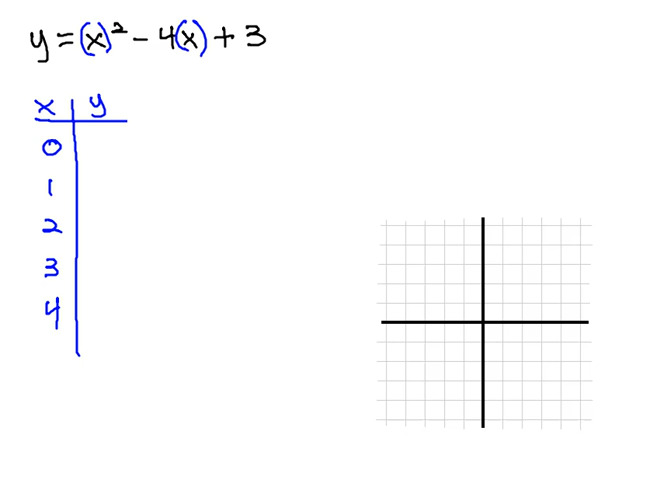 y = (x)² - 4(x) + 3
x y
0
1
2
3
4